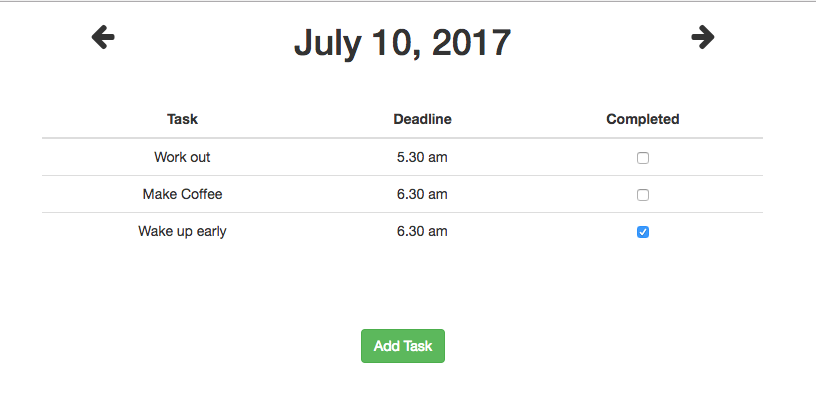 July 10, 2017
Task Deadline Completed
Work out 5.30 am
Make Coffee 6.30 am
Wake up early 6.30 am
Add Task